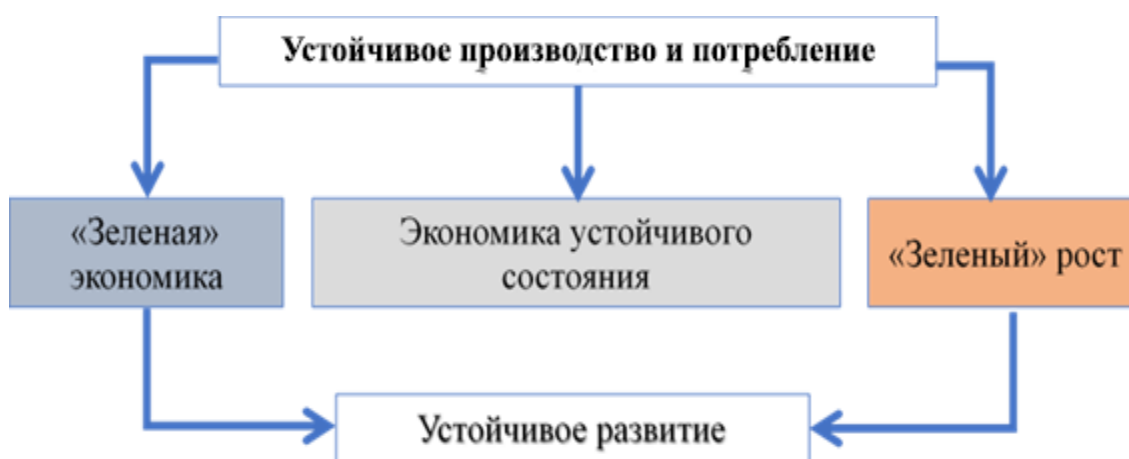 Устойчивое производство и потребление
«Зеленая»
экономика
Экономика устойчивого
состояния
«Зеленый» рост
Устойчивое развитие